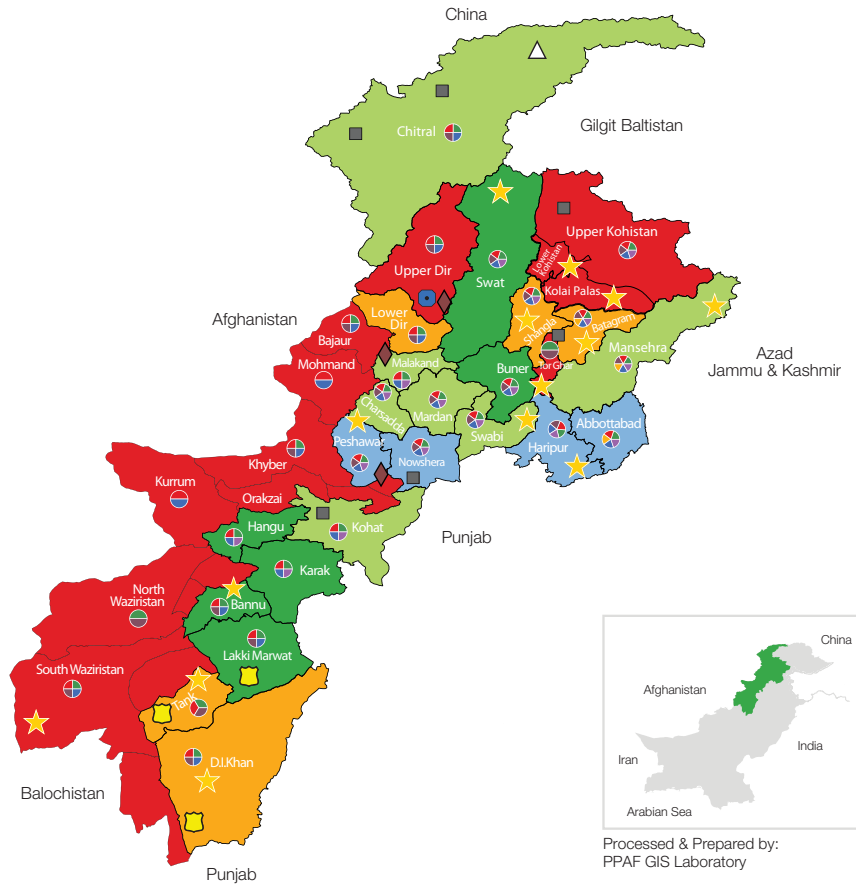 China
Gilgit Baltistan
Chitral
Upper Kohistan
Upper Dir
Swat
Lower
Kohistan
Kolai Palas
Afghanistan
Lower
Dir
Shangla
Batagram
Bajaur
Mansehra
Mohmand
Malakand
Buner
Tor Ghar
Azad
Jammu & Kashmir
Charsadda
Mardan
Swabi
Abbottabad
Peshawar
Haripur
Nowshera
Khyber
Kurrum
Orakzai
Hangu
Kohat
Punjab
Karak
North
Waziristan
Bannu
Lakki Marwat
South Waziristan
Tank
D.I.Khan
Balochistan
Punjab
China
Afghanistan
India
Iran
Arabian Sea
Processed & Prepared by:
PPAF GIS Laboratory